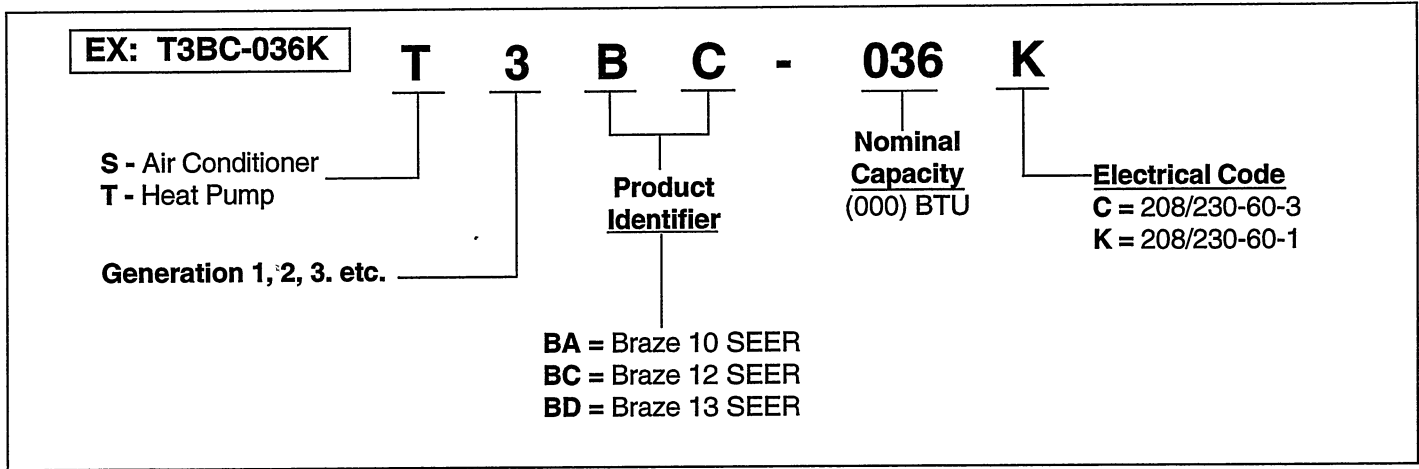 EX: T3BC-036K
T 3 B C - 036 K
S - Air Conditioner
T - Heat Pump
Generation 1, 2, 3. etc.
Product
Identifier
BA = Braze 10 SEER
BC = Braze 12 SEER
BD = Braze 13 SEER
Nominal
Capacity
(000) BTU
Electrical Code
C = 208/230-60-3
K = 208/230-60-1